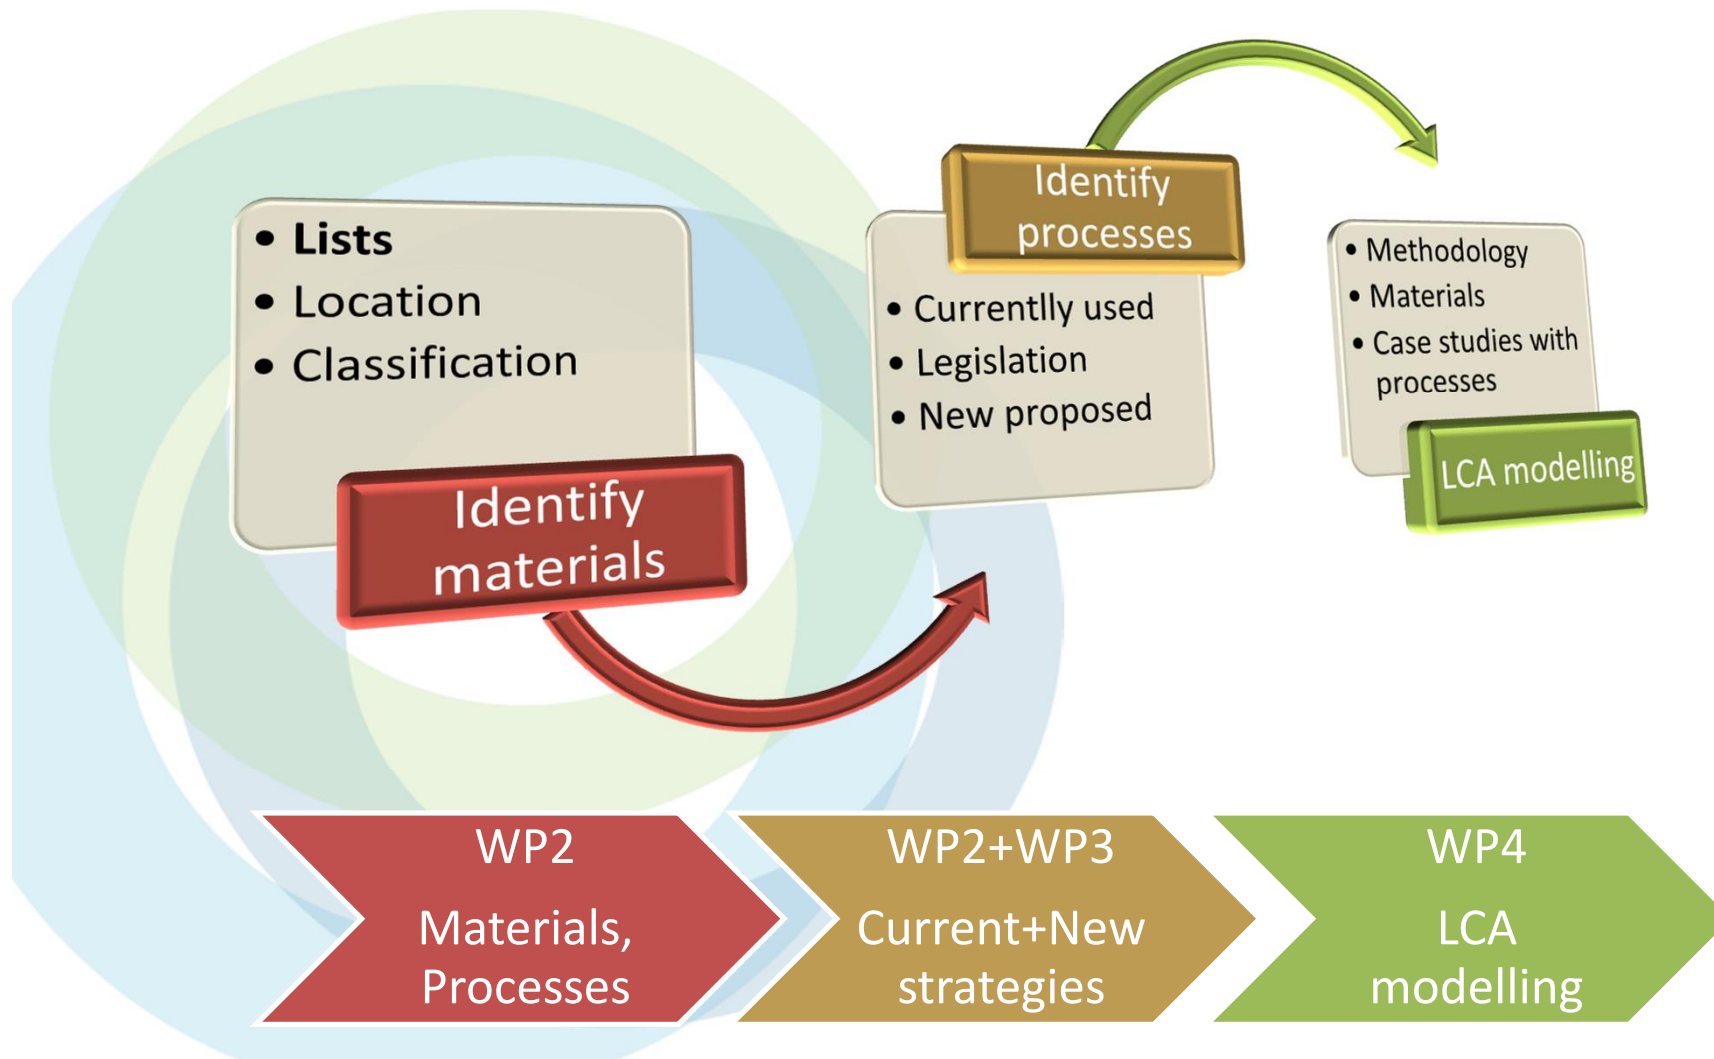 • Lists
• Location
• Classification
Identify
materials
Identify
processes
• Currentlly used
• Legislation
• New proposed
• Methodology
• Materials
• Case studies with
processes
LCA modelling
WP2
Materials,
Processes
WP2+WP3
Current+New
strategies
WP4
LCA
modelling